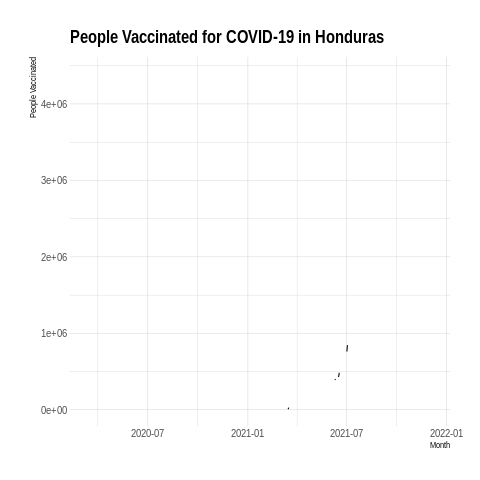 People Vaccinated for COVID-19 in Honduras
People Vaccinated
4e+06
3e+06
2e+06
1e+06
0e+00
2020-07
2021-01
2021-07
2022-01
Month